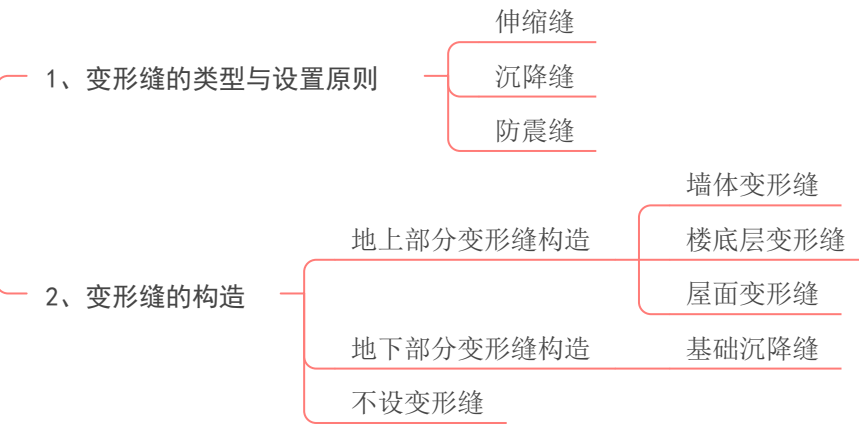 1、变形缝的类型与设置原则
伸缩缝
沉降缝
防震缝
2、变形缝的构造
地上部分变形缝构造
墙体变形缝
楼底层变形缝
屋面变形缝
地下部分变形缝构造
基础沉降缝
不设变形缝